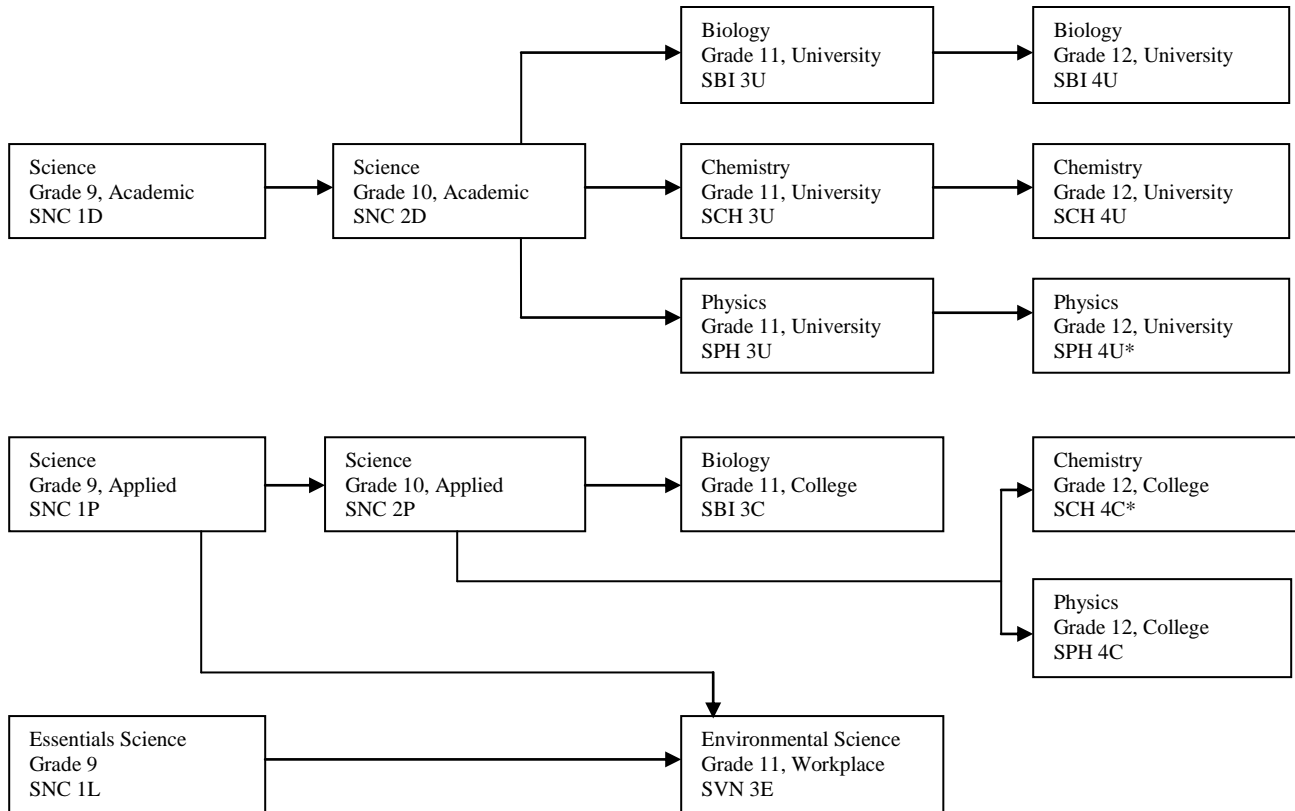 Biology
Grade 11, University
SBI 3U
Biology
Grade 12, University
SBI 4U
Science
Grade 9, Academic
SNC 1D
Science
Grade 10, Academic
SNC 2D
Chemistry
Grade 11, University
SCH 3U
Chemistry
Grade 12, University
SCH 4U
Physics
Grade 11, University
SPH 3U
Physics
Grade 12, University
SPH 4U*
Science
Grade 9, Applied
SNC 1P
Science
Grade 10, Applied
SNC 2P
Biology
Grade 11, College
SBI 3C
Chemistry
Grade 12, College
SCH 4C*
Physics
Grade 12, College
SPH 4C
Essentials Science
Grade 9
SNC 1L
Environmental Science
Grade 11, Workplace
SVN 3E